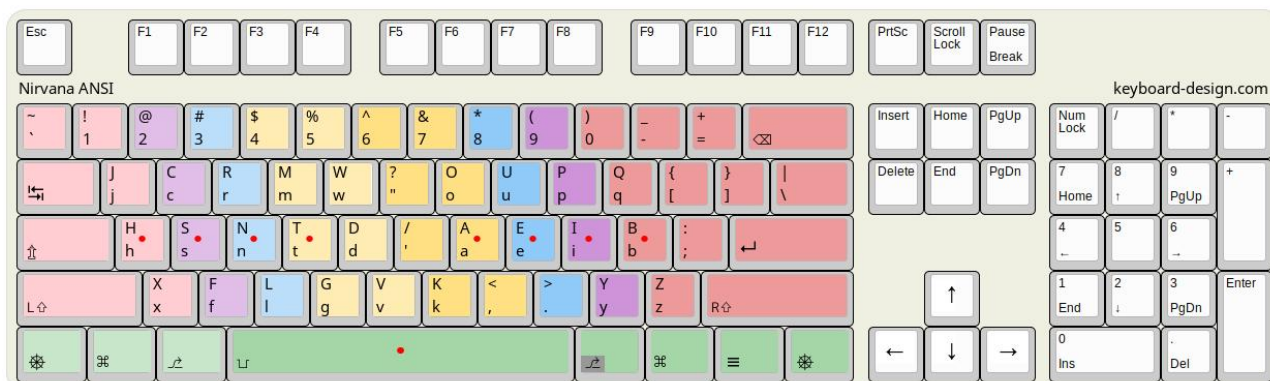 Esc F1 F2 F3 F4 F5 F6 F7 F8 F9 F10 F11 F12 PrtSc Scroll Lock Pause Break
Nirvana ANSI keyboard-design.com
~ ! @ # $ % ^ & * ( ) _ + Insert Home PgUp Num Lock / * -
` 1 2 3 4 5 6 7 8 9 0 - = ⌫
J C R M W ? O U P Q { } | Delete End PgDn 7 8 9 +
↹ j c r m w " o u p q [ ] \ Home ↑ PgUp
H S N T D / A E I B : 4 5 6
⇧ h s n t d ' a e i b ; ↵ ← →
X F L G V K < > Y Z ↑ 1 2 3 Enter
L⇧ x f l g v k , . y z R⇧ End ↓ PgDn
⎈ ⌘ ⎇ ⌴ ⎇ ⌘ ≡ ⎈ ← ↓ → 0 .
Ins Del